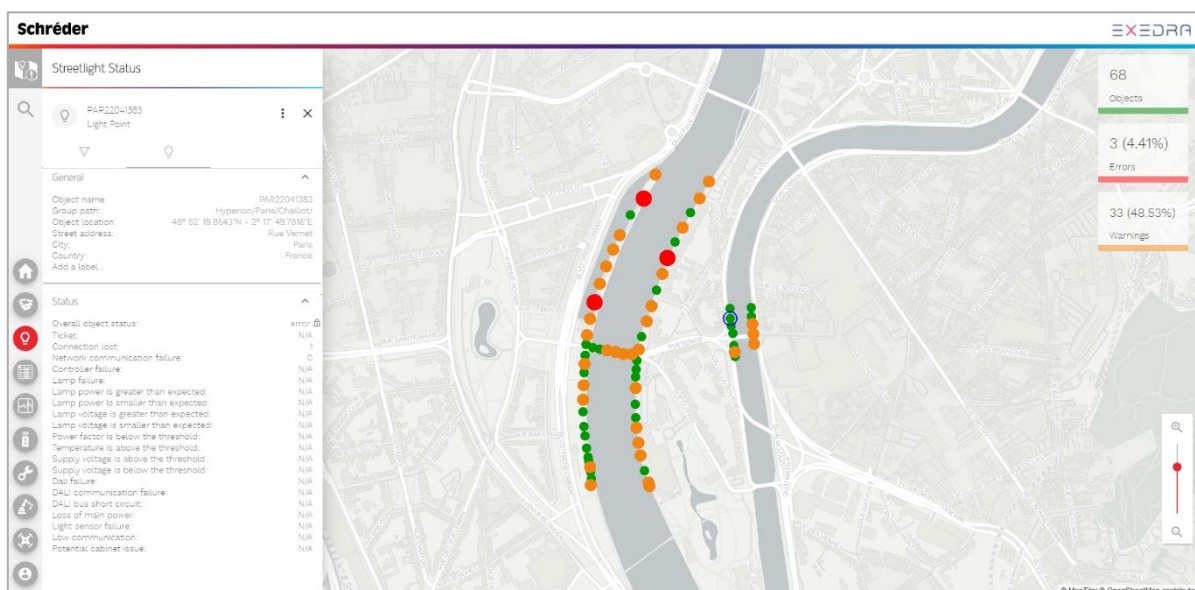 Schréder
EXEDRA
Streetlight Status
PAR22041383
Light Point
General
Object name: PAR22041383
Group path: Hyperion/Paris/Chaillot/
Object location: 48° 52' 19.8643"N - 2° 17' 49.7816"E
Street address: Rue Vernet
City: Paris
Country: France
Add a label...
Status
Overall object status: error
Ticket: N/A
Connection lost: 1
Network communication failure: 0
Controller failure: N/A
Lamp failure: N/A
Lamp power is greater than expected: N/A
Lamp power is smaller than expected: N/A
Lamp voltage is greater than expected: N/A
Lamp voltage is smaller than expected: N/A
Power factor is below the threshold: N/A
Temperature is above the threshold: N/A
Supply voltage is above the threshold: N/A
Supply voltage is below the threshold: N/A
Dali failure: N/A
DALI communication failure: N/A
DALI bus short circuit: N/A
Loss of main power: N/A
Light sensor failure: N/A
Low communication: N/A
Potential cabinet issue: N/A
68
Objects
3 (4.41%)
Errors
33 (48.53%)
Warnings
© MapTiler © OpenStreetMap contributo